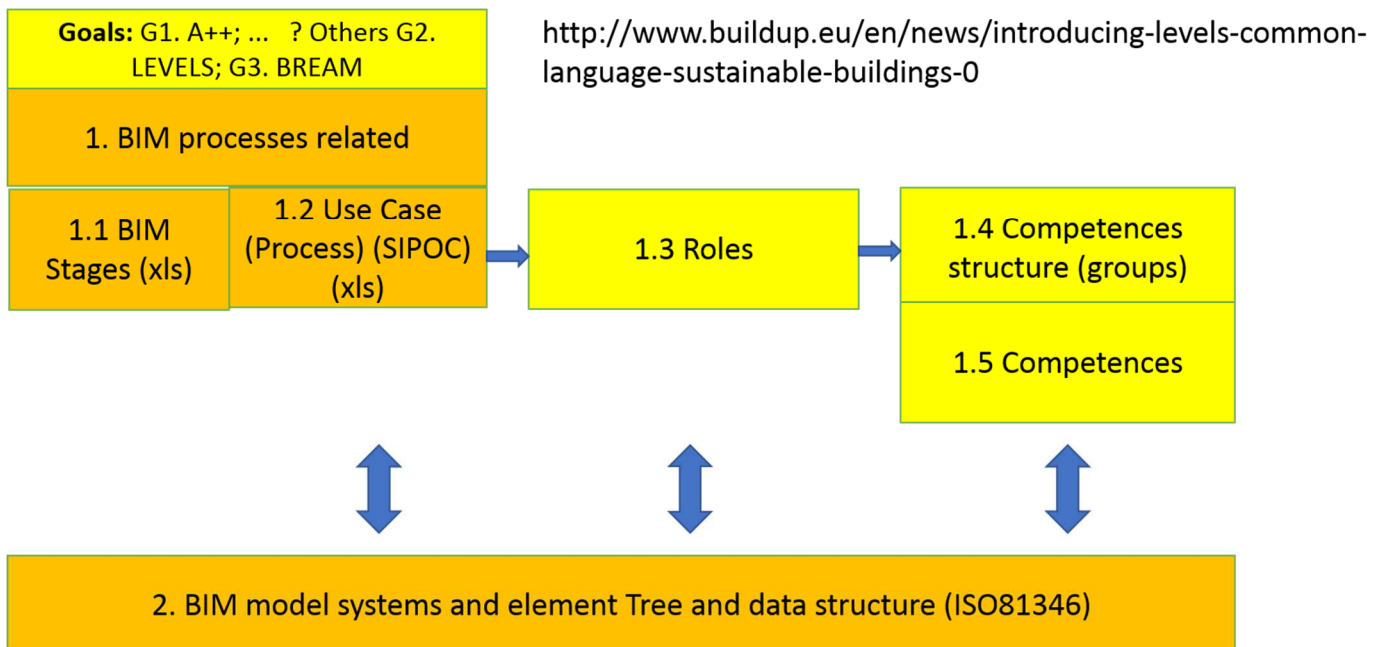 Goals: G1. A++; ... ? Others G2.
LEVELS; G3. BREAM
http://www.buildup.eu/en/news/introducing-levels-common-
language-sustainable-buildings-0
1. BIM processes related
1.1 BIM
Stages (xls)
1.2 Use Case
(Process) (SIPOC)
(xls)
1.3 Roles
1.4 Competences
structure (groups)
1.5 Competences
2. BIM model systems and element Tree and data structure (ISO81346)